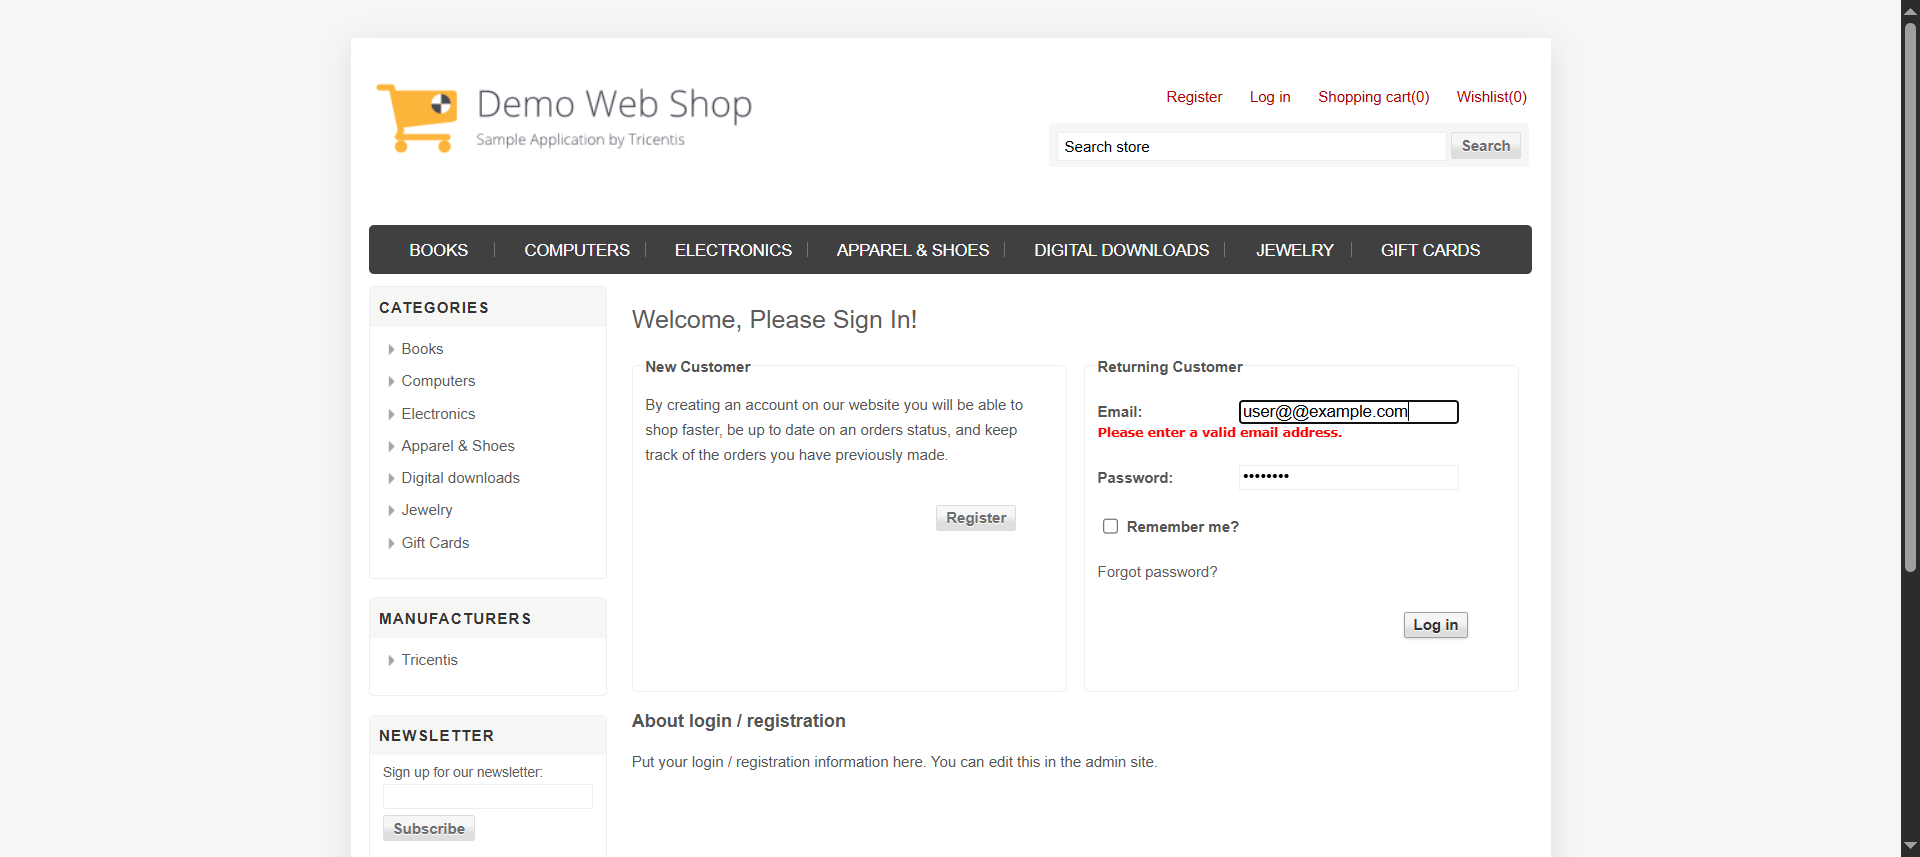 Demo Web Shop
Sample Application by Tricentis
Register Log in Shopping cart(0) Wishlist(0)
Search store Search
BOOKS COMPUTERS ELECTRONICS APPAREL & SHOES DIGITAL DOWNLOADS JEWELRY GIFT CARDS
CATEGORIES
Books
Computers
Electronics
Apparel & Shoes
Digital downloads
Jewelry
Gift Cards
MANUFACTURERS
Tricentis
NEWSLETTER
Sign up for our newsletter:
Subscribe
Welcome, Please Sign In!
New Customer
By creating an account on our website you will be able to
shop faster, be up to date on an orders status, and keep
track of the orders you have previously made.
Register
Returning Customer
Email: user@@example.com
Please enter a valid email address.
Password: ••••••••
Remember me?
Forgot password?
Log in
About login / registration
Put your login / registration information here. You can edit this in the admin site.